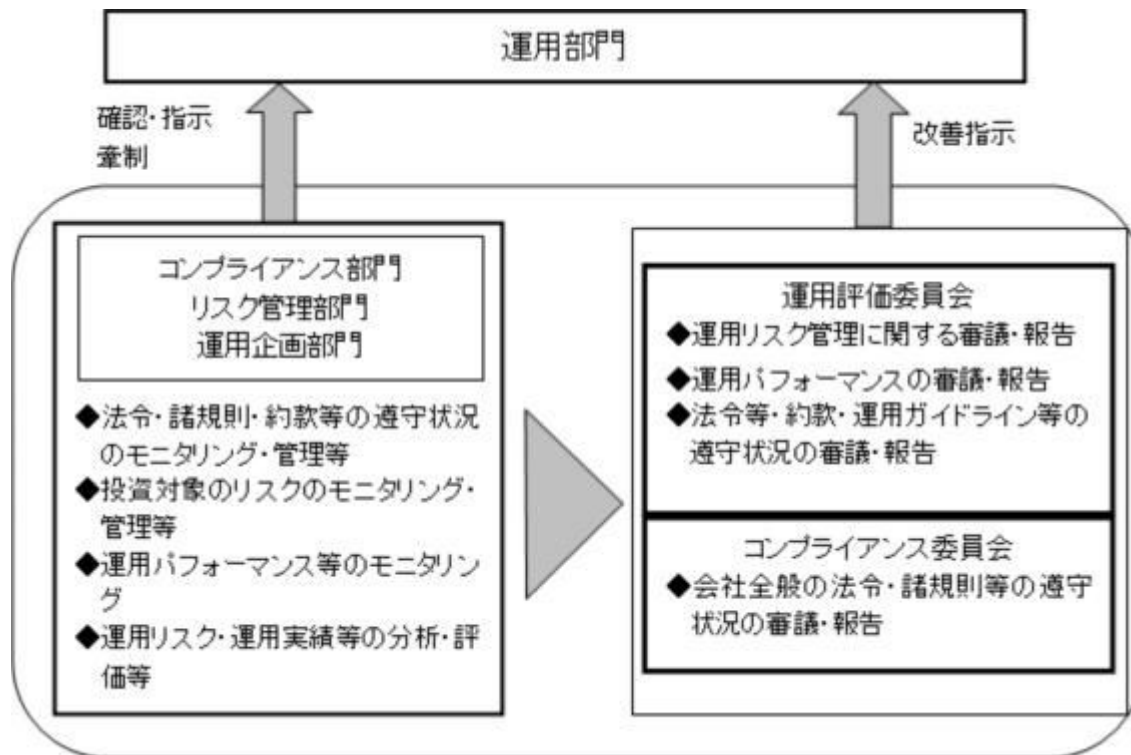 運用部門
確認・指示
牽制
改善指示
コンプライアンス部門
リスク管理部門
運用企画部門
◆法令・諸規則・約款等の遵守状況
のモニタリング・管理等
◆投資対象のリスクのモニタリング・
管理等
◆運用パフォーマンス等のモニタリン
グ
◆運用リスク・運用実績等の分析・評
価等
運用評価委員会
◆運用リスク管理に関する審議・報告
◆運用パフォーマンスの審議・報告
◆法令等・約款・運用ガイドライン等の
遵守状況の審議・報告
コンプライアンス委員会
◆会社全般の法令・諸規則等の遵守
状況の審議・報告